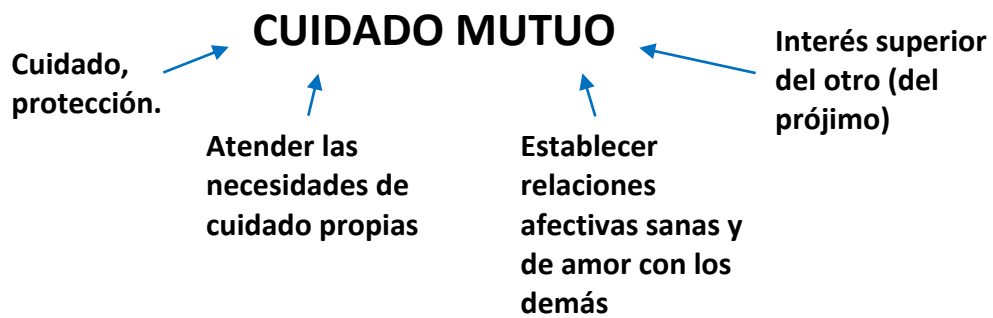 CUIDADO MUTUO
Cuidado,
protección.
Atender las
necesidades de
cuidado propias
Establecer
relaciones
afectivas sanas y
de amor con los
demás
Interés superior
del otro (del
prójimo)